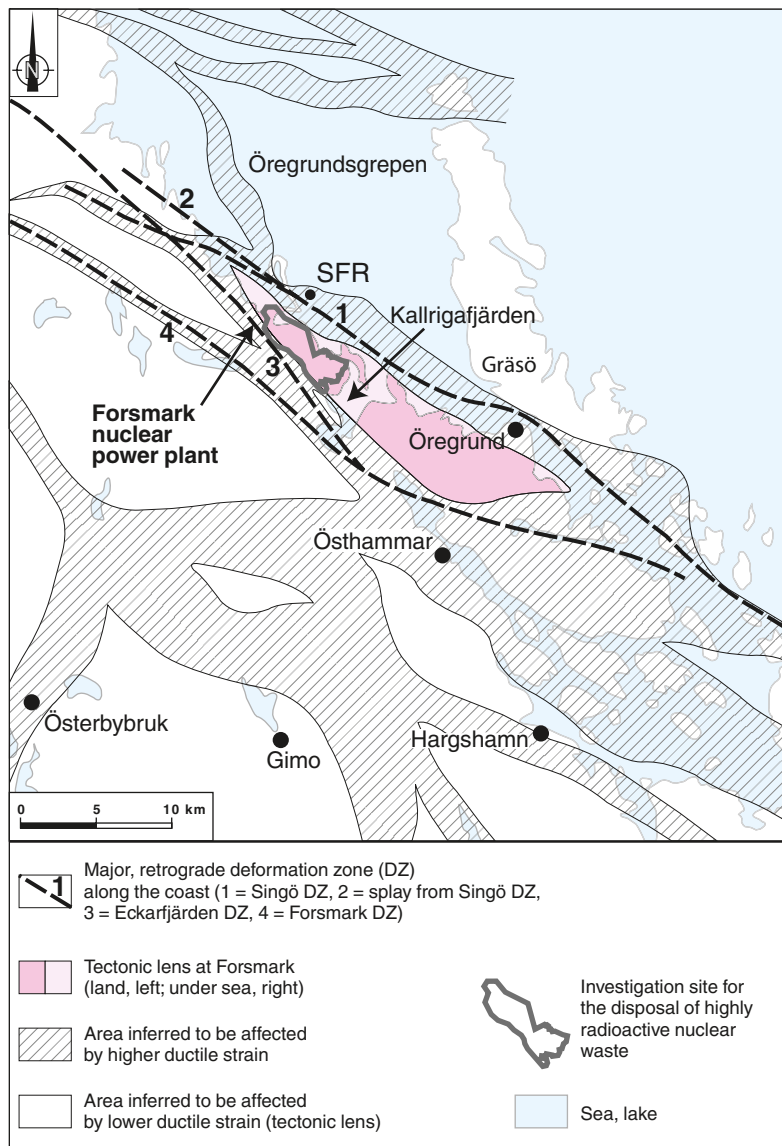 N
Öregrundsgrepen
2
SFR
1
Kallrigafjärden
4
3
Gräsö
Forsmark
nuclear
power plant
Öregrund
Östhammar
Österbybruk
Gimo
Hargshamn
0 5 10 km
1
Major, retrograde deformation zone (DZ)
along the coast (1 = Singö DZ, 2 = splay from Singö DZ,
3 = Eckarfjärden DZ, 4 = Forsmark DZ)
Tectonic lens at Forsmark
(land, left; under sea, right)
Area inferred to be affected
by higher ductile strain
Area inferred to be affected
by lower ductile strain (tectonic lens)
Investigation site for
the disposal of highly
radioactive nuclear
waste
Sea, lake